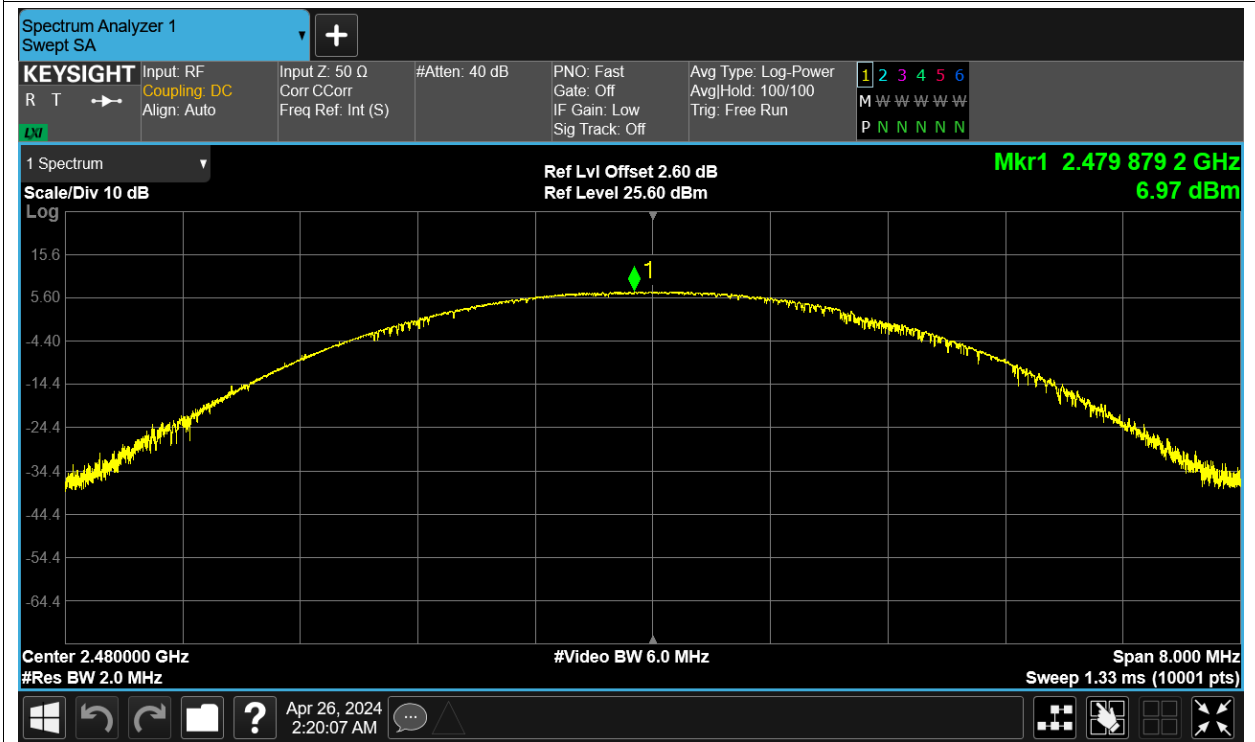 Spectrum Analyzer 1
Swept SA
+
KEYSIGHT
R T
LXI
Input: RF
Coupling: DC
Align: Auto
Input Z: 50 Ω
Corr CCorr
Freq Ref: Int (S)
#Atten: 40 dB
PNO: Fast
Gate: Off
IF Gain: Low
Sig Track: Off
Avg Type: Log-Power
Avg|Hold: 100/100
Trig: Free Run
1 2 3 4 5 6
M W W W W W
P N N N N N
1 Spectrum
Scale/Div 10 dB
Log
Ref Lvl Offset 2.60 dB
Ref Level 25.60 dBm
Mkr1 2.479 879 2 GHz
6.97 dBm
1
15.6
5.60
-4.40
-14.4
-24.4
-34.4
-44.4
-54.4
-64.4
Center 2.480000 GHz
#Res BW 2.0 MHz
#Video BW 6.0 MHz
Span 8.000 MHz
Sweep 1.33 ms (10001 pts)
?
Apr 26, 2024
2:20:07 AM